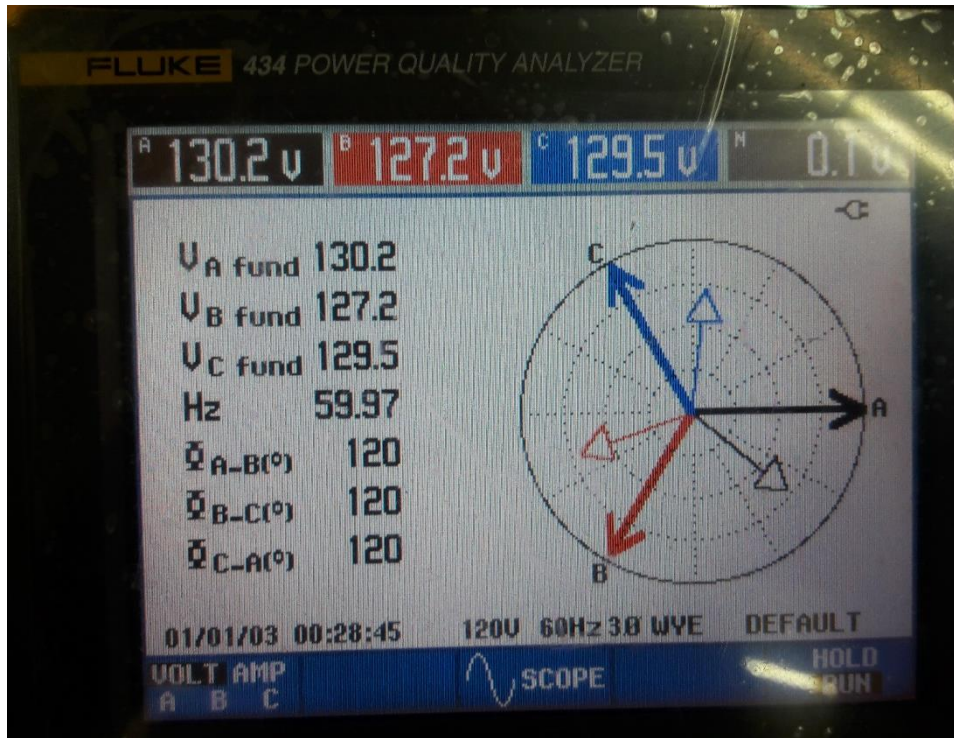 FLUKE 434 POWER QUALITY ANALYZER
A 130.2 V B 127.2 V C 129.5 V N 0.1 V
V A fund 130.2
V B fund 127.2
V C fund 129.5
Hz 59.97
Φ A-B(°) 120
Φ B-C(°) 120
Φ C-A(°) 120
C
A
B
01/01/03 00:28:45 120V 60Hz 3Ø WYE DEFAULT
VOLT AMP
A B C
SCOPE
HOLD
RUN